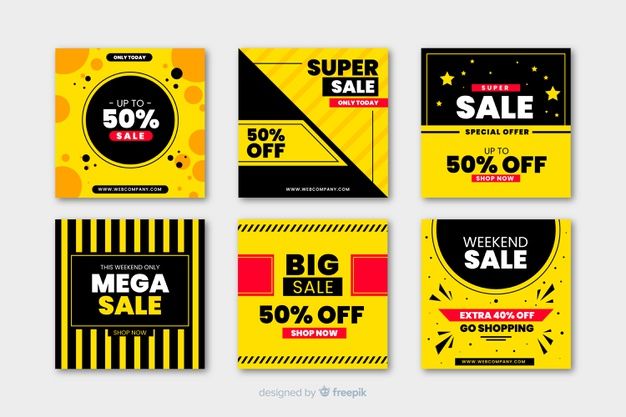 ONLY TODAY
UP TO
50%
SALE
WWW.WEBCOMPANY.COM
SUPER
SALE
ONLY TODAY
50%
OFF
WWW.WEBCOMPANY.COM
SUPER
SALE
SPECIAL OFFER
UP TO
50% OFF
SHOP NOW
THIS WEEKEND ONLY
MEGA
SALE
SHOP NOW
BIG
SALE
50% OFF
SHOP NOW
WEEKEND
SALE
EXTRA 40% OFF
GO SHOPPING
WWW.WEBCOMPANY.COM
designed by freepik